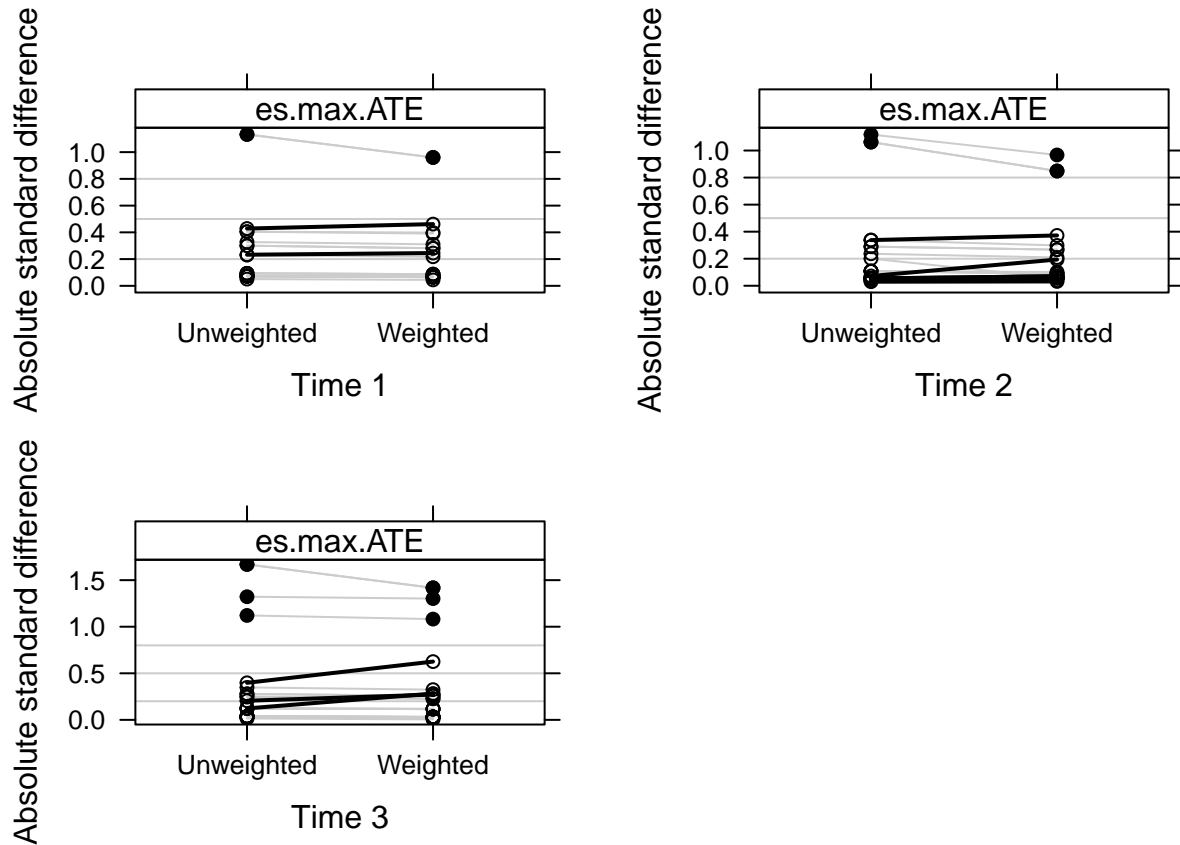 Absolute standard difference
es.max.ATE
1.0
0.8
0.6
0.4
0.2
0.0
Unweighted Weighted
Time 1
Absolute standard difference
es.max.ATE
1.0
0.8
0.6
0.4
0.2
0.0
Unweighted Weighted
Time 2
Absolute standard difference
es.max.ATE
1.5
1.0
0.5
0.0
Unweighted Weighted
Time 3